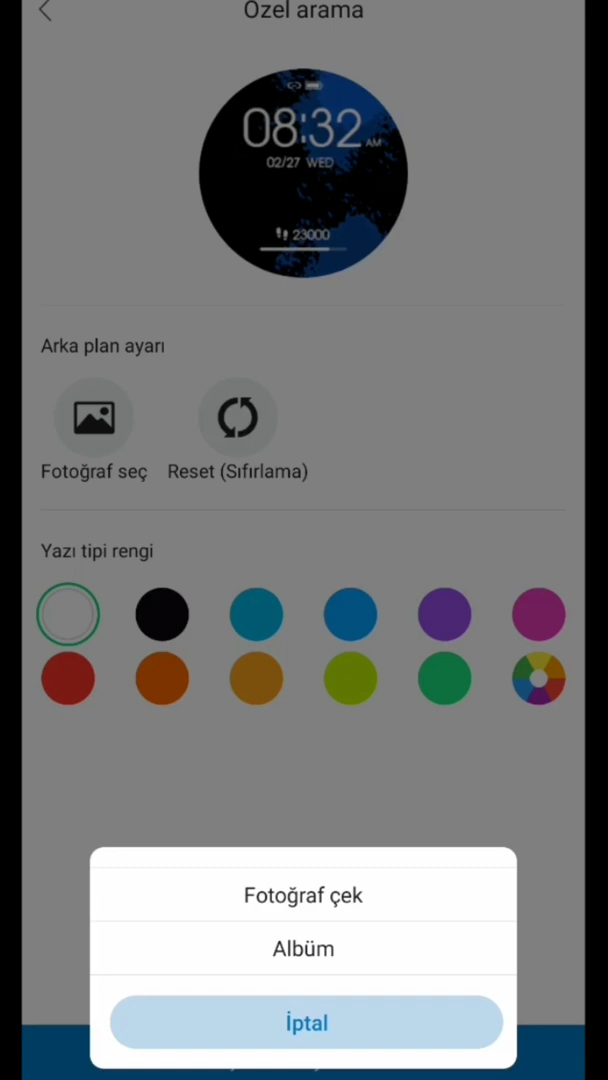 Özel arama
08:32 AM
02/27 WED
23000
Arka plan ayarı
Fotoğraf seç Reset (Sıfırlama)
Yazı tipi rengi
Fotoğraf çek
Albüm
İptal